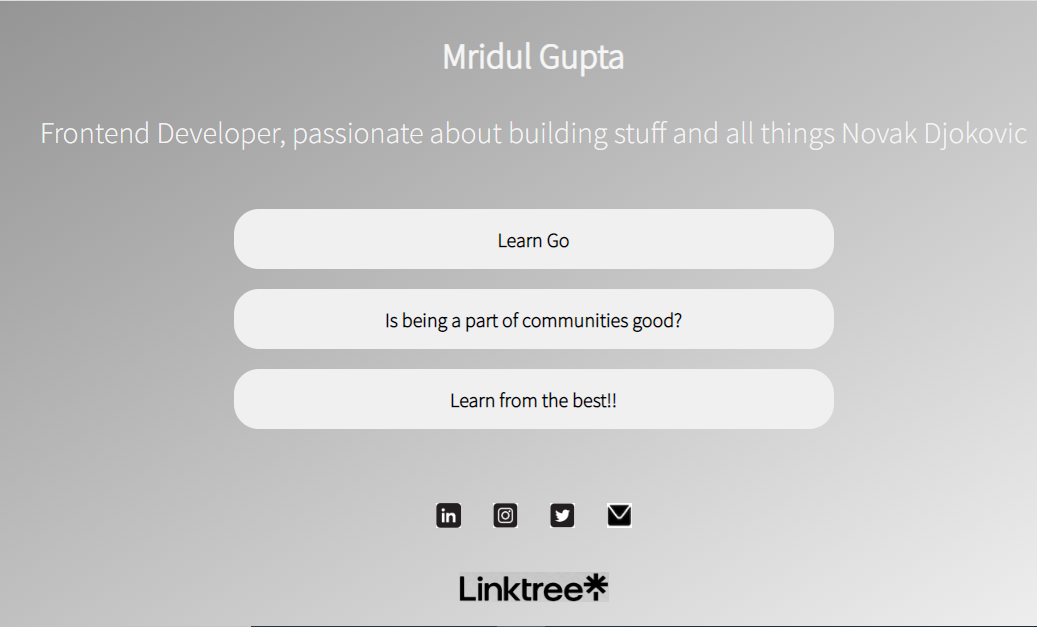 Mridul Gupta
Frontend Developer, passionate about building stuff and all things Novak Djokovic
Learn Go
Is being a part of communities good?
Learn from the best!!
in
Linktree